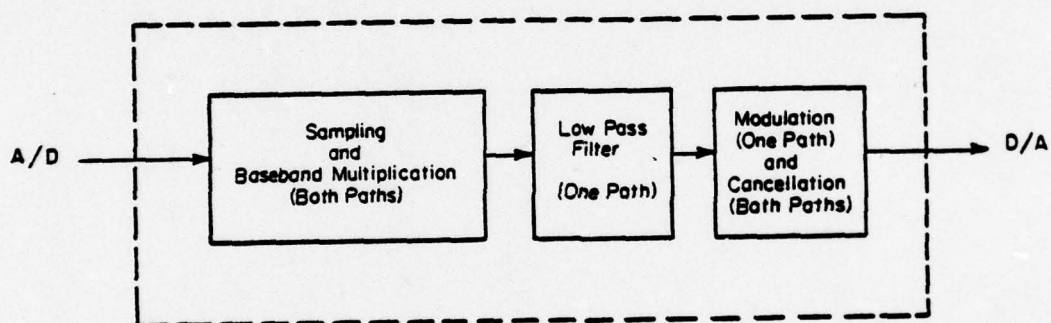 A/D
Sampling
and
Baseband Multiplication
(Both Paths)
Low Pass
Filter
(One Path)
Modulation
(One Path)
and
Cancellation
(Both Paths)
D/A